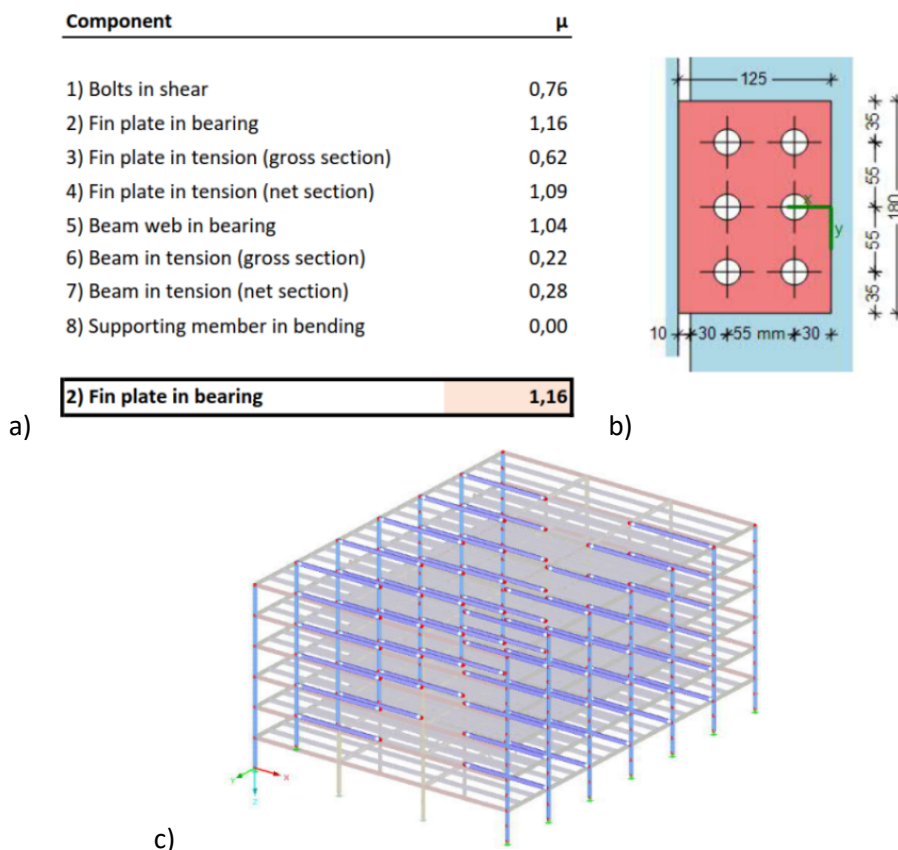 Component μ
1) Bolts in shear 0,76
2) Fin plate in bearing 1,16
3) Fin plate in tension (gross section) 0,62
4) Fin plate in tension (net section) 1,09
5) Beam web in bearing 1,04
6) Beam in tension (gross section) 0,22
7) Beam in tension (net section) 0,28
8) Supporting member in bending 0,00
2) Fin plate in bearing 1,16
a)
125
35
55
55
35
180
x
y
10 30 55 mm 30
b)
Y X
Z
c)